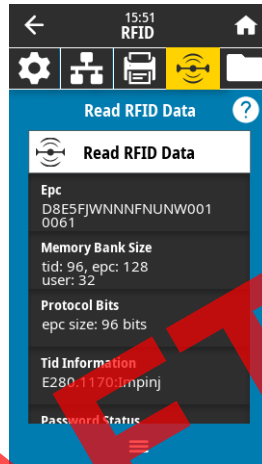 15:51
RFID
Read RFID Data
?
Read RFID Data
Epc
D8E5FJWNNNFNUNW001
0061
Memory Bank Size
tid: 96, epc: 128
user: 32
Protocol Bits
epc size: 96 bits
Tid Information
E280.1170:Impinj
Password Status